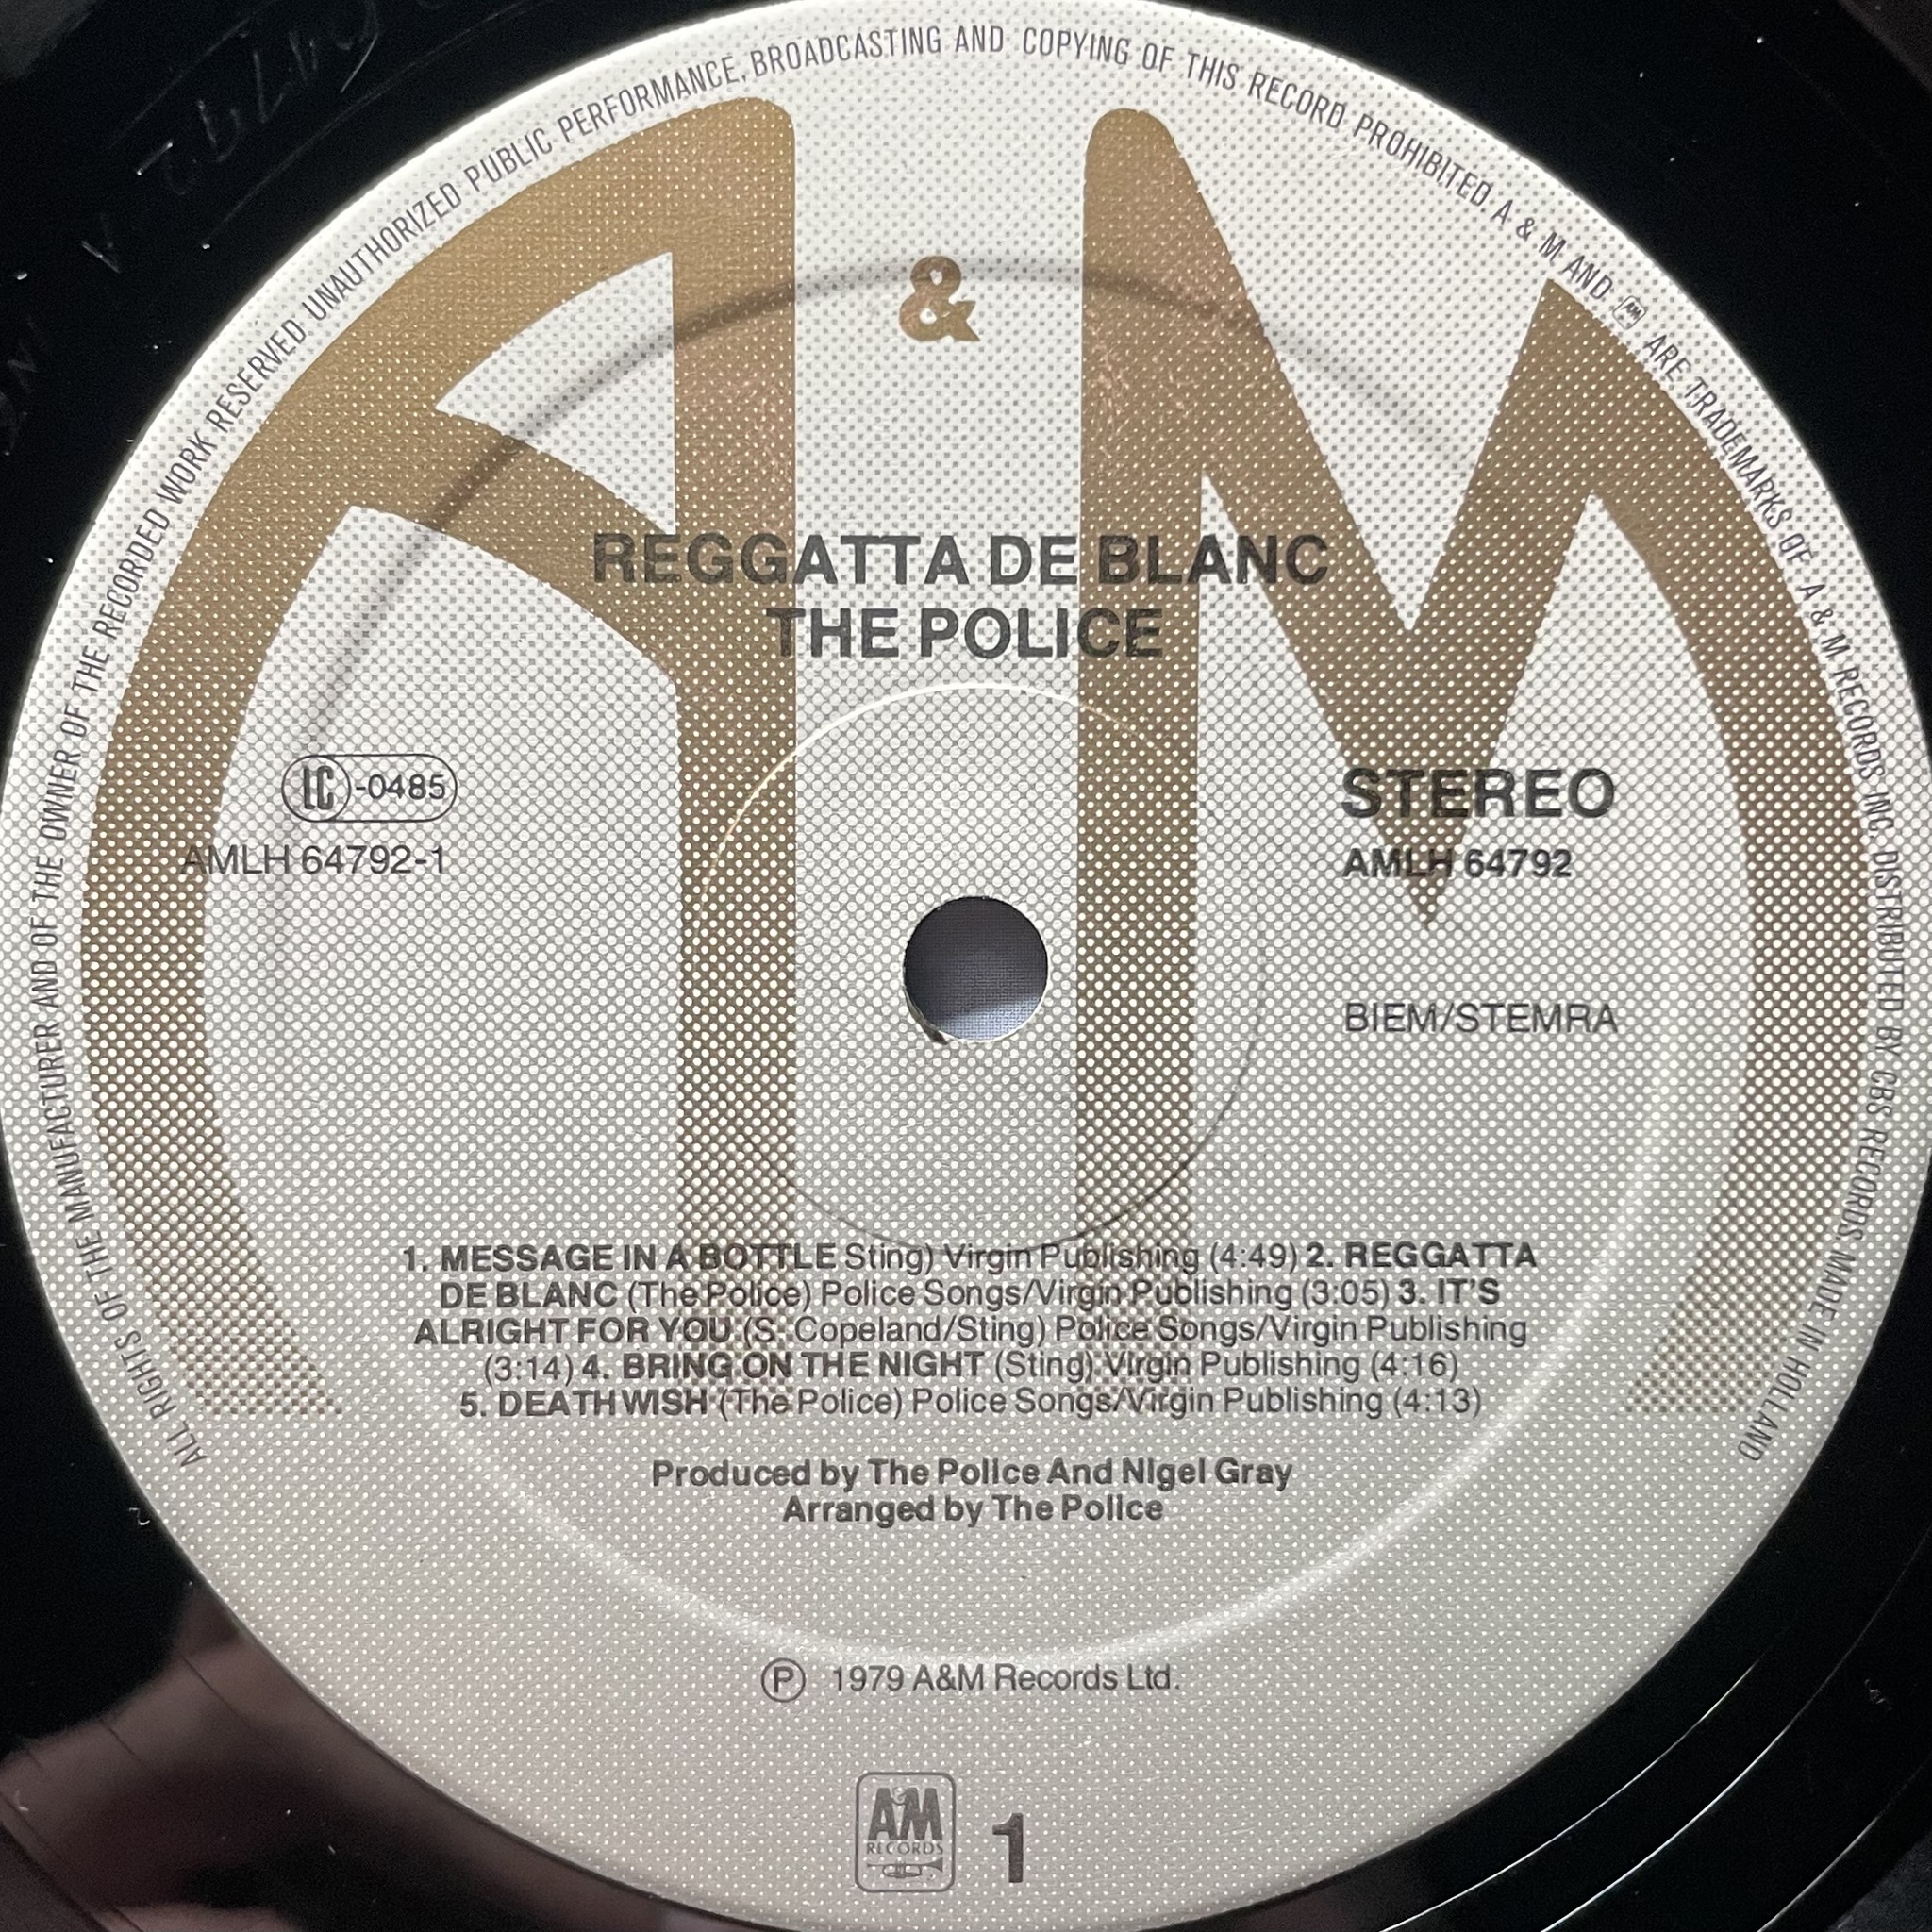 ALL RIGHTS OF THE MANUFACTURER AND OF THE OWNER OF THE RECORDED WORK RESERVED UNAUTHORIZED PUBLIC PERFORMANCE, BROADCASTING AND COPYING OF THIS RECORD PROHIBITED A & M AND AM ARE TRADEMARKS OF A & M RECORDS INC. DISTRIBUTED BY CBS RECORDS, MADE IN HOLLAND
A & M
REGGATTA DE BLANC
THE POLICE
LC -0485
AMLH 64792-1
STEREO
AMLH 64792
BIEM/STEMRA
1. MESSAGE IN A BOTTLE Sting) Virgin Publishing (4:49) 2. REGGATTA
DE BLANC (The Police) Police Songs/Virgin Publishing (3:05) 3. IT'S
ALRIGHT FOR YOU (S. Copeland/Sting) Police Songs/Virgin Publishing
(3:14) 4. BRING ON THE NIGHT (Sting) Virgin Publishing (4:16)
5. DEATHWISH (The Police) Police Songs/Virgin Publishing (4:13)
Produced by The Police And NIgel Gray
Arranged by The Police
Ⓟ 1979 A&M Records Ltd.
A&M
RECORDS
1